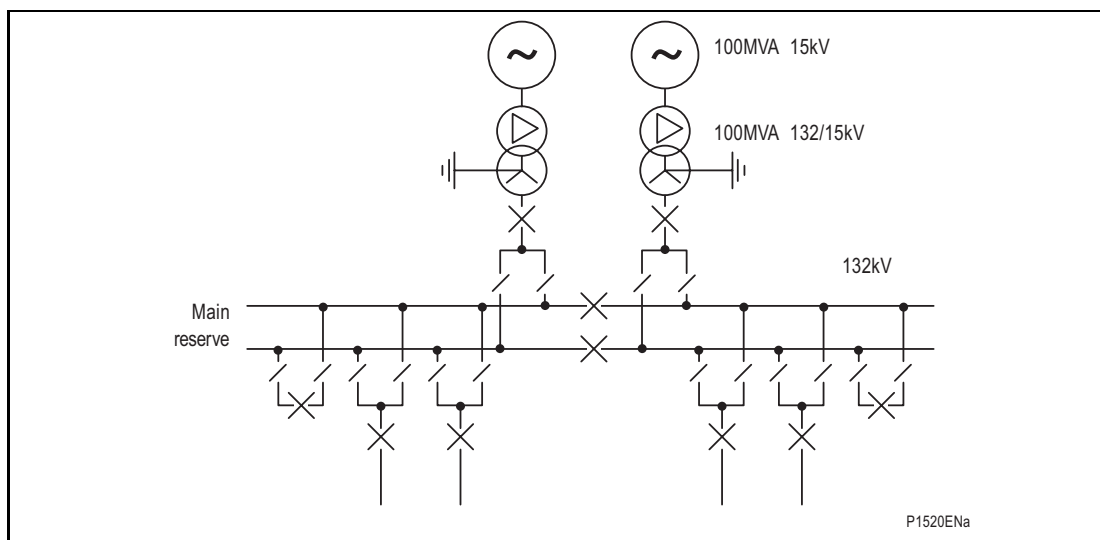 ~
~
100MVA 15kV
100MVA 132/15kV
132kV
Main
reserve
P1520ENa